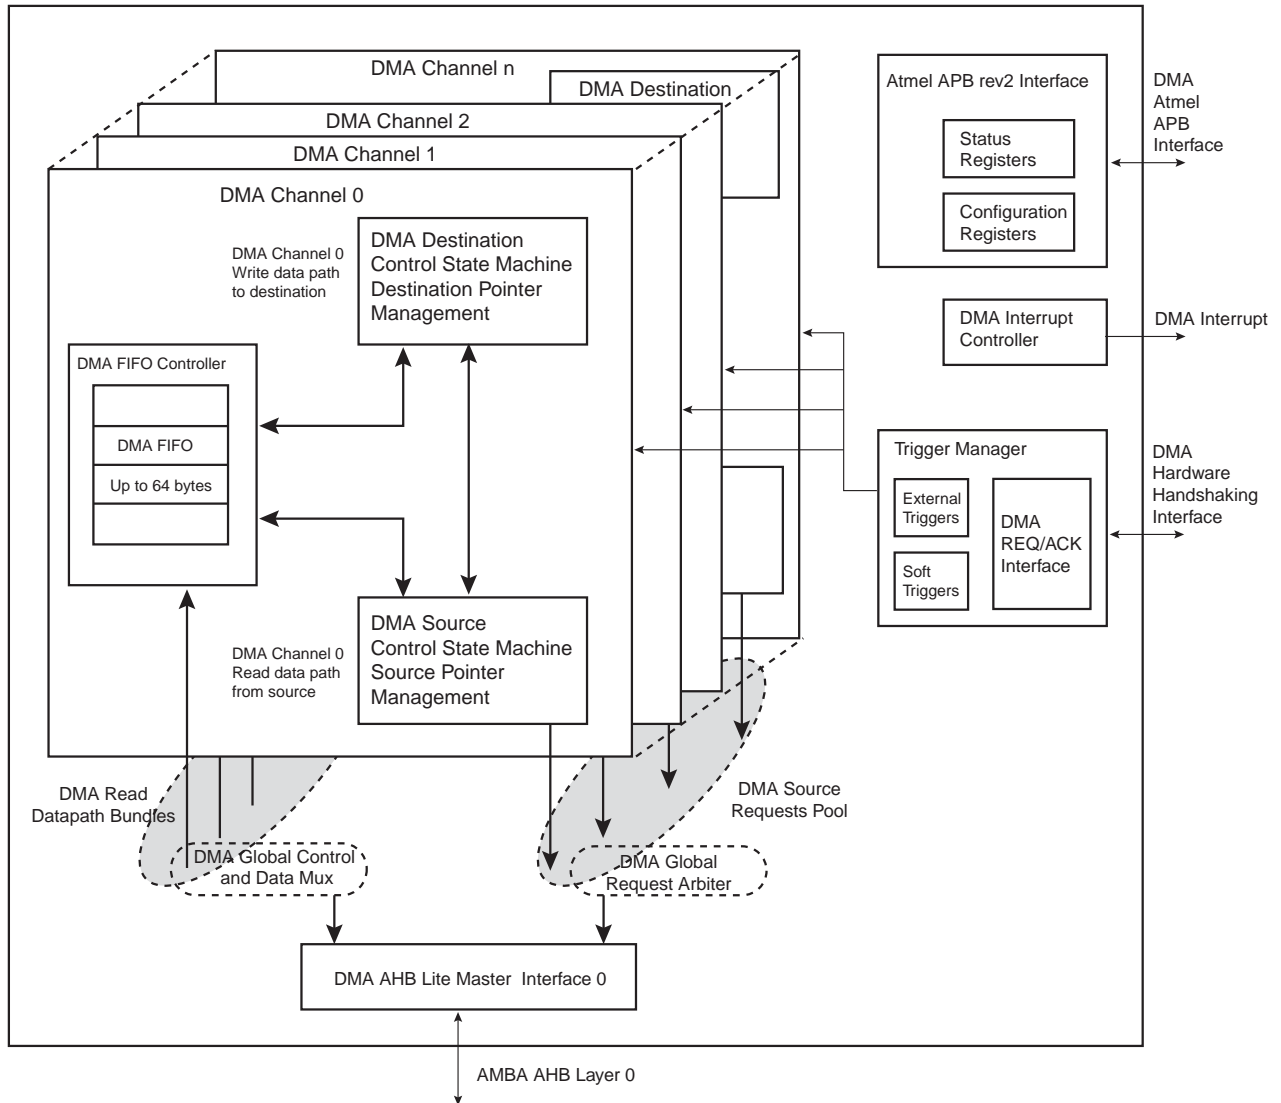 DMA Channel n
DMA Destination
DMA Channel 2
DMA Channel 1
DMA Channel 0
DMA Channel 0
Write data path
to destination
DMA Destination
Control State Machine
Destination Pointer
Management
DMA FIFO Controller
DMA FIFO
Up to 64 bytes
DMA Channel 0
Read data path
from source
DMA Source
Control State Machine
Source Pointer
Management
Atmel APB rev2 Interface
Status
Registers
Configuration
Registers
DMA
Atmel
APB
Interface
DMA Interrupt
Controller
DMA Interrupt
Trigger Manager
External
Triggers
Soft
Triggers
DMA
REQ/ACK
Interface
DMA
Hardware
Handshaking
Interface
DMA Read
Datapath Bundles
DMA Source
Requests Pool
DMA Global Control
and Data Mux
DMA Global
Request Arbiter
DMA AHB Lite Master Interface 0
AMBA AHB Layer 0